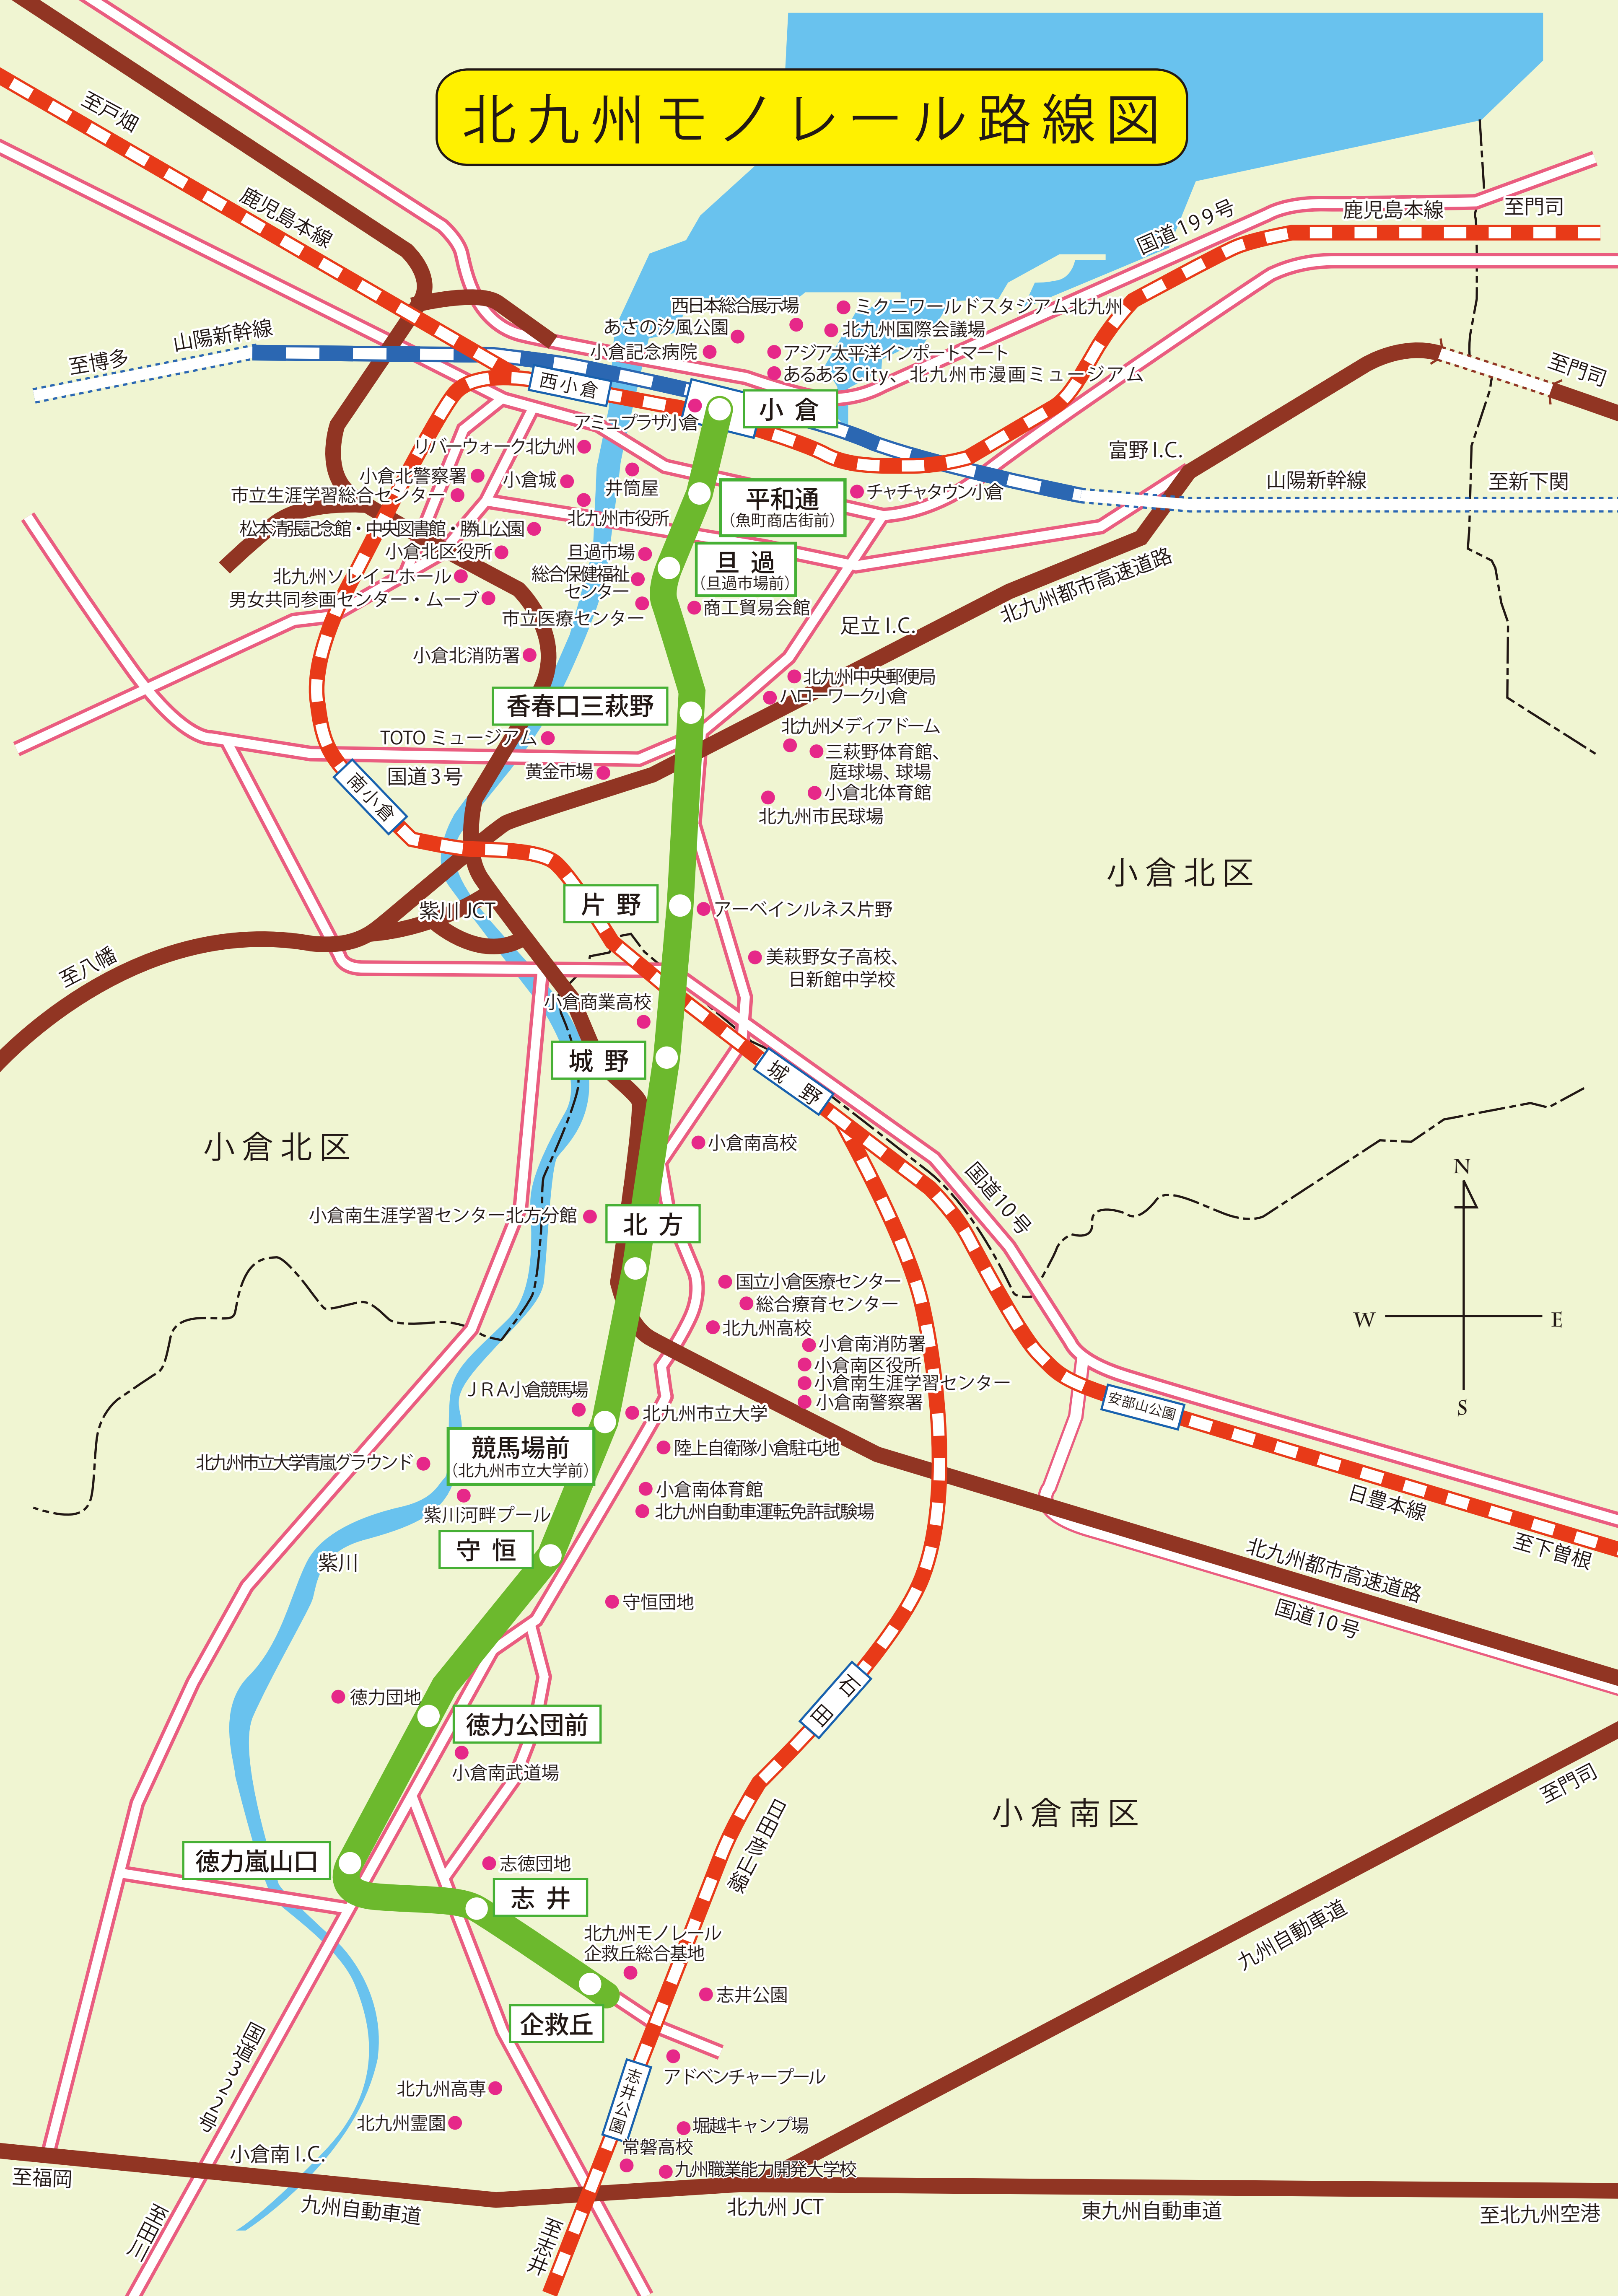 北九州モノレール路線図
至戸畑
鹿児島本線
国道199号
鹿児島本線
至門司
至博多
山陽新幹線
西小倉
西日本総合展示場
ミクニワールドスタジアム北九州
あさの汐風公園
北九州国際会議場
小倉記念病院
アジア太平洋インポートマート
あるあるCity、北九州市漫画ミュージアム
至門司
アミュプラザ小倉
小倉
リバーウォーク北九州
富野I.C.
小倉北警察署
小倉城
井筒屋
山陽新幹線
至新下関
市立生涯学習総合センター
平和通
(魚町商店街前)
チャチャタウン小倉
北九州市役所
松本清張記念館・中央図書館・勝山公園
小倉北区役所
旦過市場
旦過
(旦過市場前)
北九州ソレイユホール
総合保健福祉
センター
男女共同参画センター・ムーブ
商工貿易会館
市立医療センター
足立I.C.
北九州都市高速道路
小倉北消防署
北九州中央郵便局
ハローワーク小倉
香春口三萩野
TOTOミュージアム
北九州メディアドーム
三萩野体育館、
庭球場、球場
国道3号
黄金市場
小倉北体育館
南小倉
北九州市民球場
小倉北区
片野
アーベインルネス片野
紫川JCT
至八幡
美萩野女子高校、
日新館中学校
小倉商業高校
城野
城野
小倉北区
小倉南高校
国道10号
N
W
E
S
小倉南生涯学習センター北方分館
北方
国立小倉医療センター
総合療育センター
北九州高校
小倉南消防署
小倉南区役所
小倉南生涯学習センター
小倉南警察署
JRA小倉競馬場
北九州市立大学
安部山公園
競馬場前
(北九州市立大学前)
陸上自衛隊小倉駐屯地
北九州市立大学青嵐グラウンド
小倉南体育館
北九州自動車運転免許試験場
紫川河畔プール
日豊本線
至下曽根
守恒
紫川
北九州都市高速道路
国道10号
守恒団地
石田
徳力団地
徳力公団前
小倉南武道場
日田彦山線
小倉南区
至門司
徳力嵐山口
志徳団地
志井
北九州モノレール
企救丘総合基地
九州自動車道
志井公園
企救丘
国道322号
アドベンチャープール
志井公園
北九州高専
北九州霊園
堀越キャンプ場
常磐高校
九州職業能力開発大学校
小倉南I.C.
至福岡
九州自動車道
北九州JCT
東九州自動車道
至北九州空港
至田川
至志井